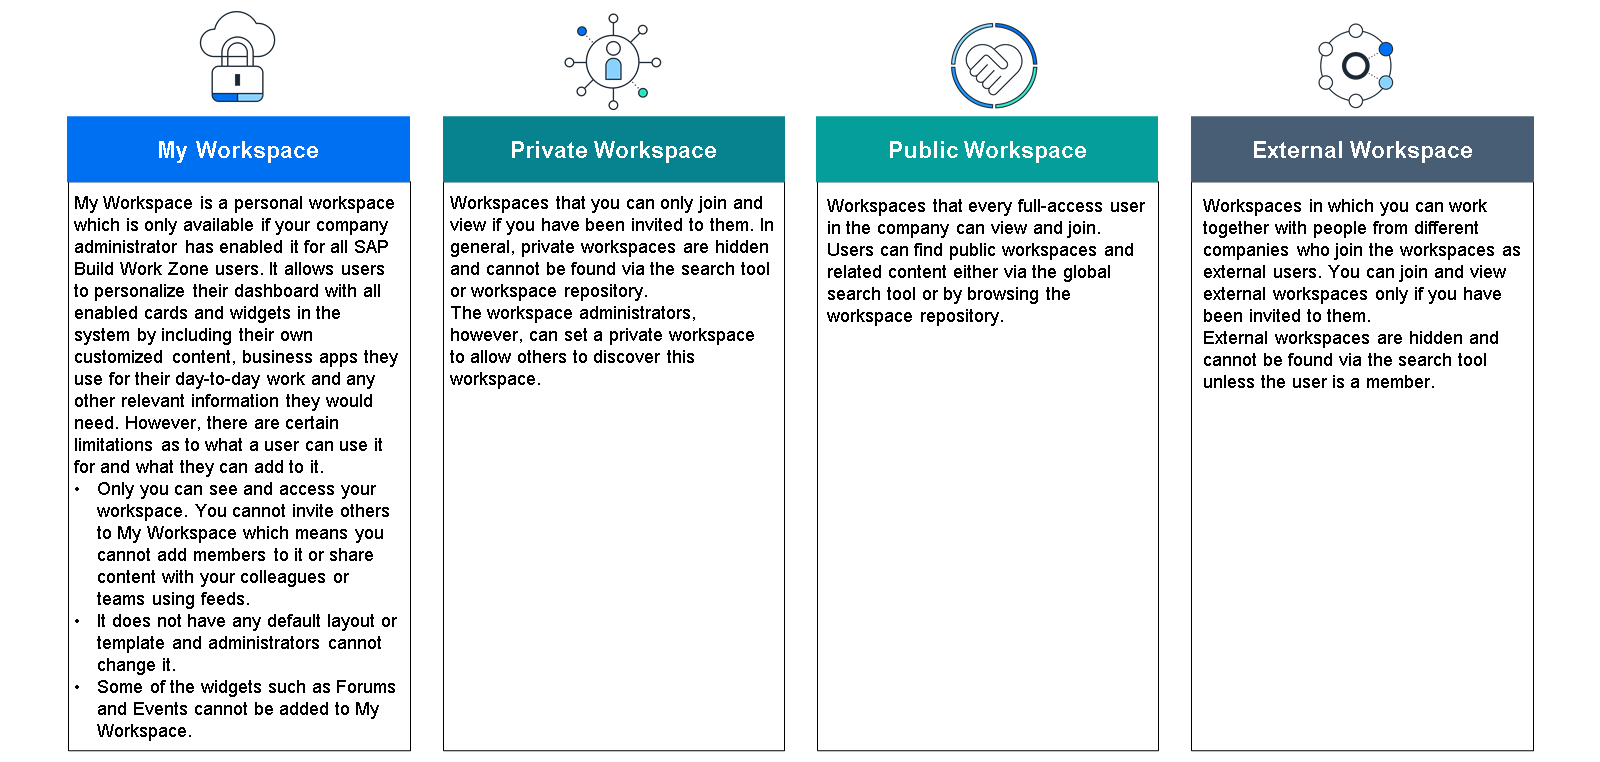 My Workspace
My Workspace is a personal workspace
which is only available if your company
administrator has enabled it for all SAP
Build Work Zone users. It allows users
to personalize their dashboard with all
enabled cards and widgets in the
system by including their own
customized content, business apps they
use for their day-to-day work and any
other relevant information they would
need. However, there are certain
limitations as to what a user can use it
for and what they can add to it.
• Only you can see and access your
workspace. You cannot invite others
to My Workspace which means you
cannot add members to it or share
content with your colleagues or
teams using feeds.
• It does not have any default layout or
template and administrators cannot
change it.
• Some of the widgets such as Forums
and Events cannot be added to My
Workspace.
Private Workspace
Workspaces that you can only join and
view if you have been invited to them. In
general, private workspaces are hidden
and cannot be found via the search tool
or workspace repository.
The workspace administrators,
however, can set a private workspace
to allow others to discover this
workspace.
Public Workspace
Workspaces that every full-access user
in the company can view and join.
Users can find public workspaces and
related content either via the global
search tool or by browsing the
workspace repository.
External Workspace
Workspaces in which you can work
together with people from different
companies who join the workspaces as
external users. You can join and view
external workspaces only if you have
been invited to them.
External workspaces are hidden and
cannot be found via the search tool
unless the user is a member.